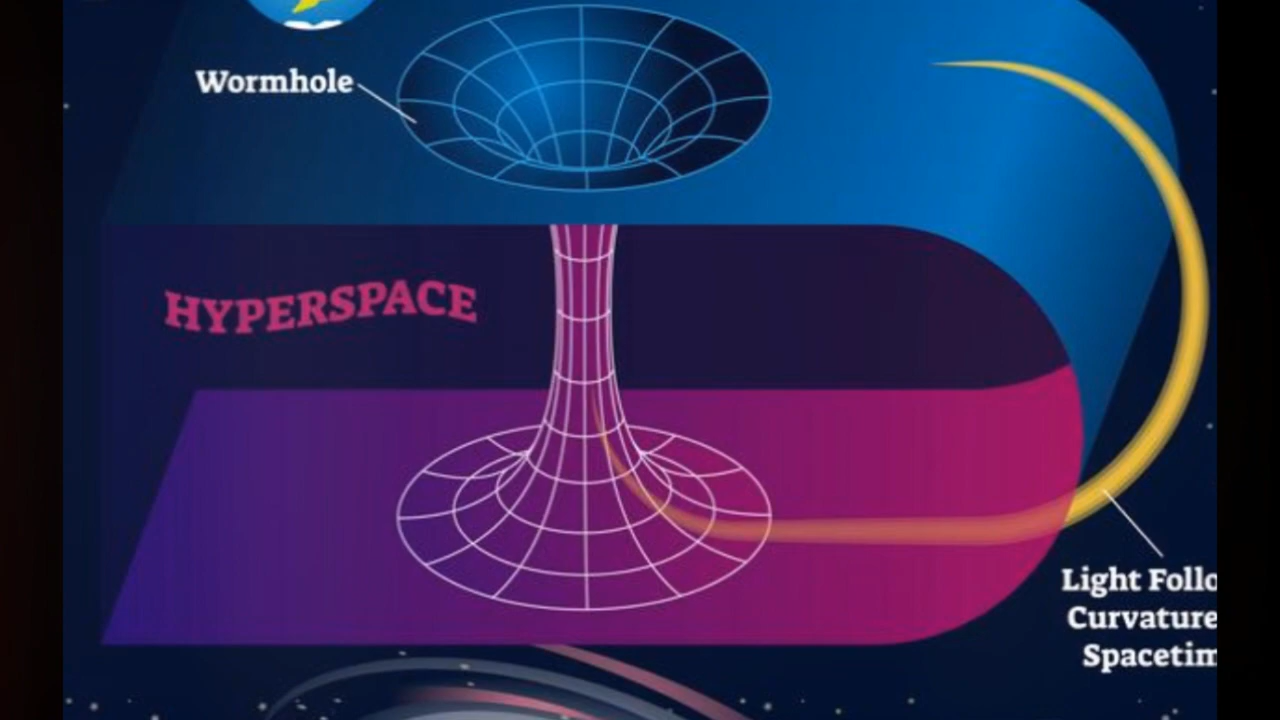 Wormhole
HYPERSPACE
Light Follo
Curvature
Spacetim